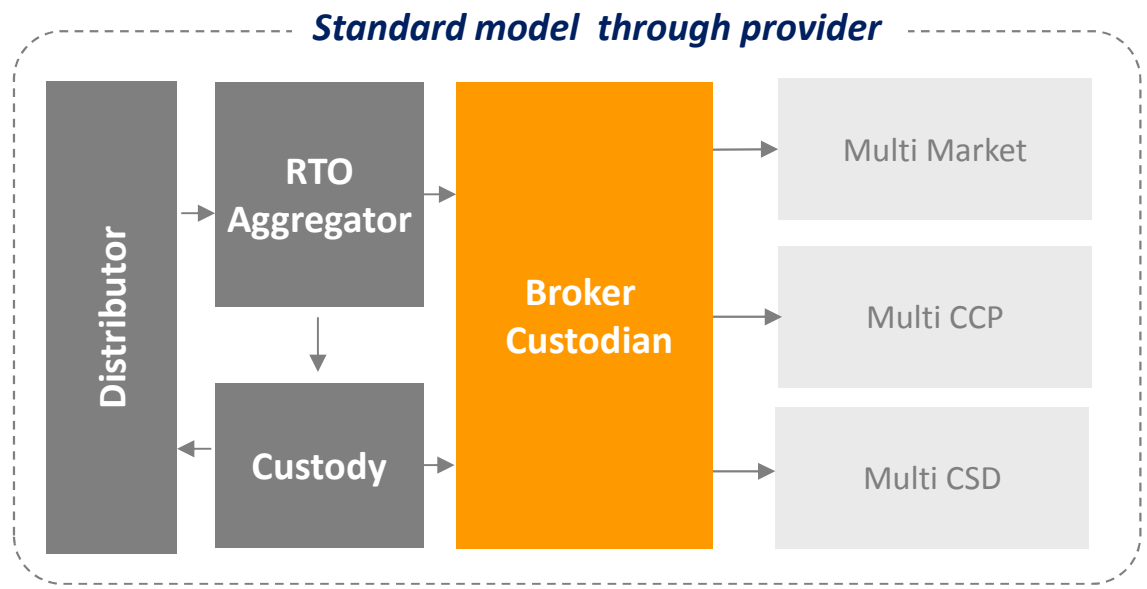 Standard model through provider
Distributor
RTO
Aggregator
Custody
Broker
Custodian
Multi Market
Multi CCP
Multi CSD